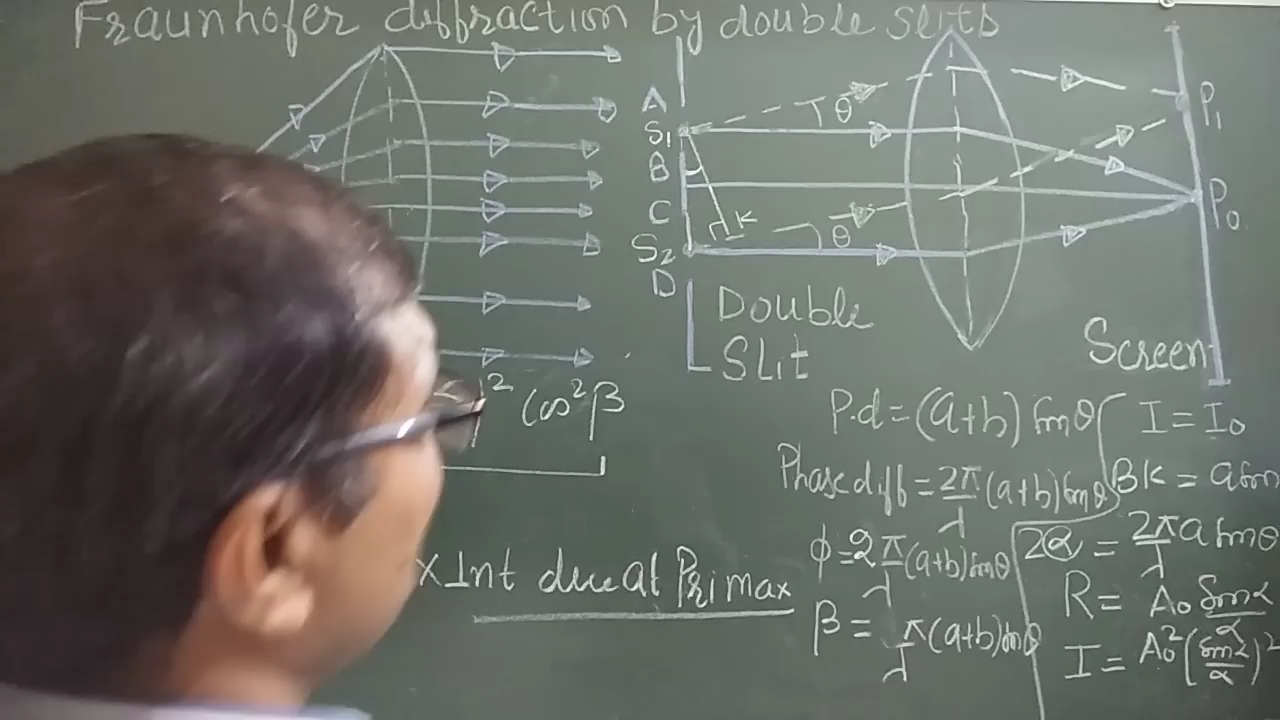 Fraunhofer diffraction by double slits
A
S₁
B
C
S₂
D
K
θ
θ
P₁
P₀
Double
Slit
Screen
² Cos²β
x Int due at Pri max
P.d = (a+b) sinθ
Phase diff = 2π/λ (a+b) sinθ
ϕ = 2π/λ (a+b) sinθ
β = π/λ (a+b) sinθ
I = I₀
BK = a sin
2α = 2π/λ a sinθ
R = A₀ sinα/α
I = A₀² (sinα/α)²